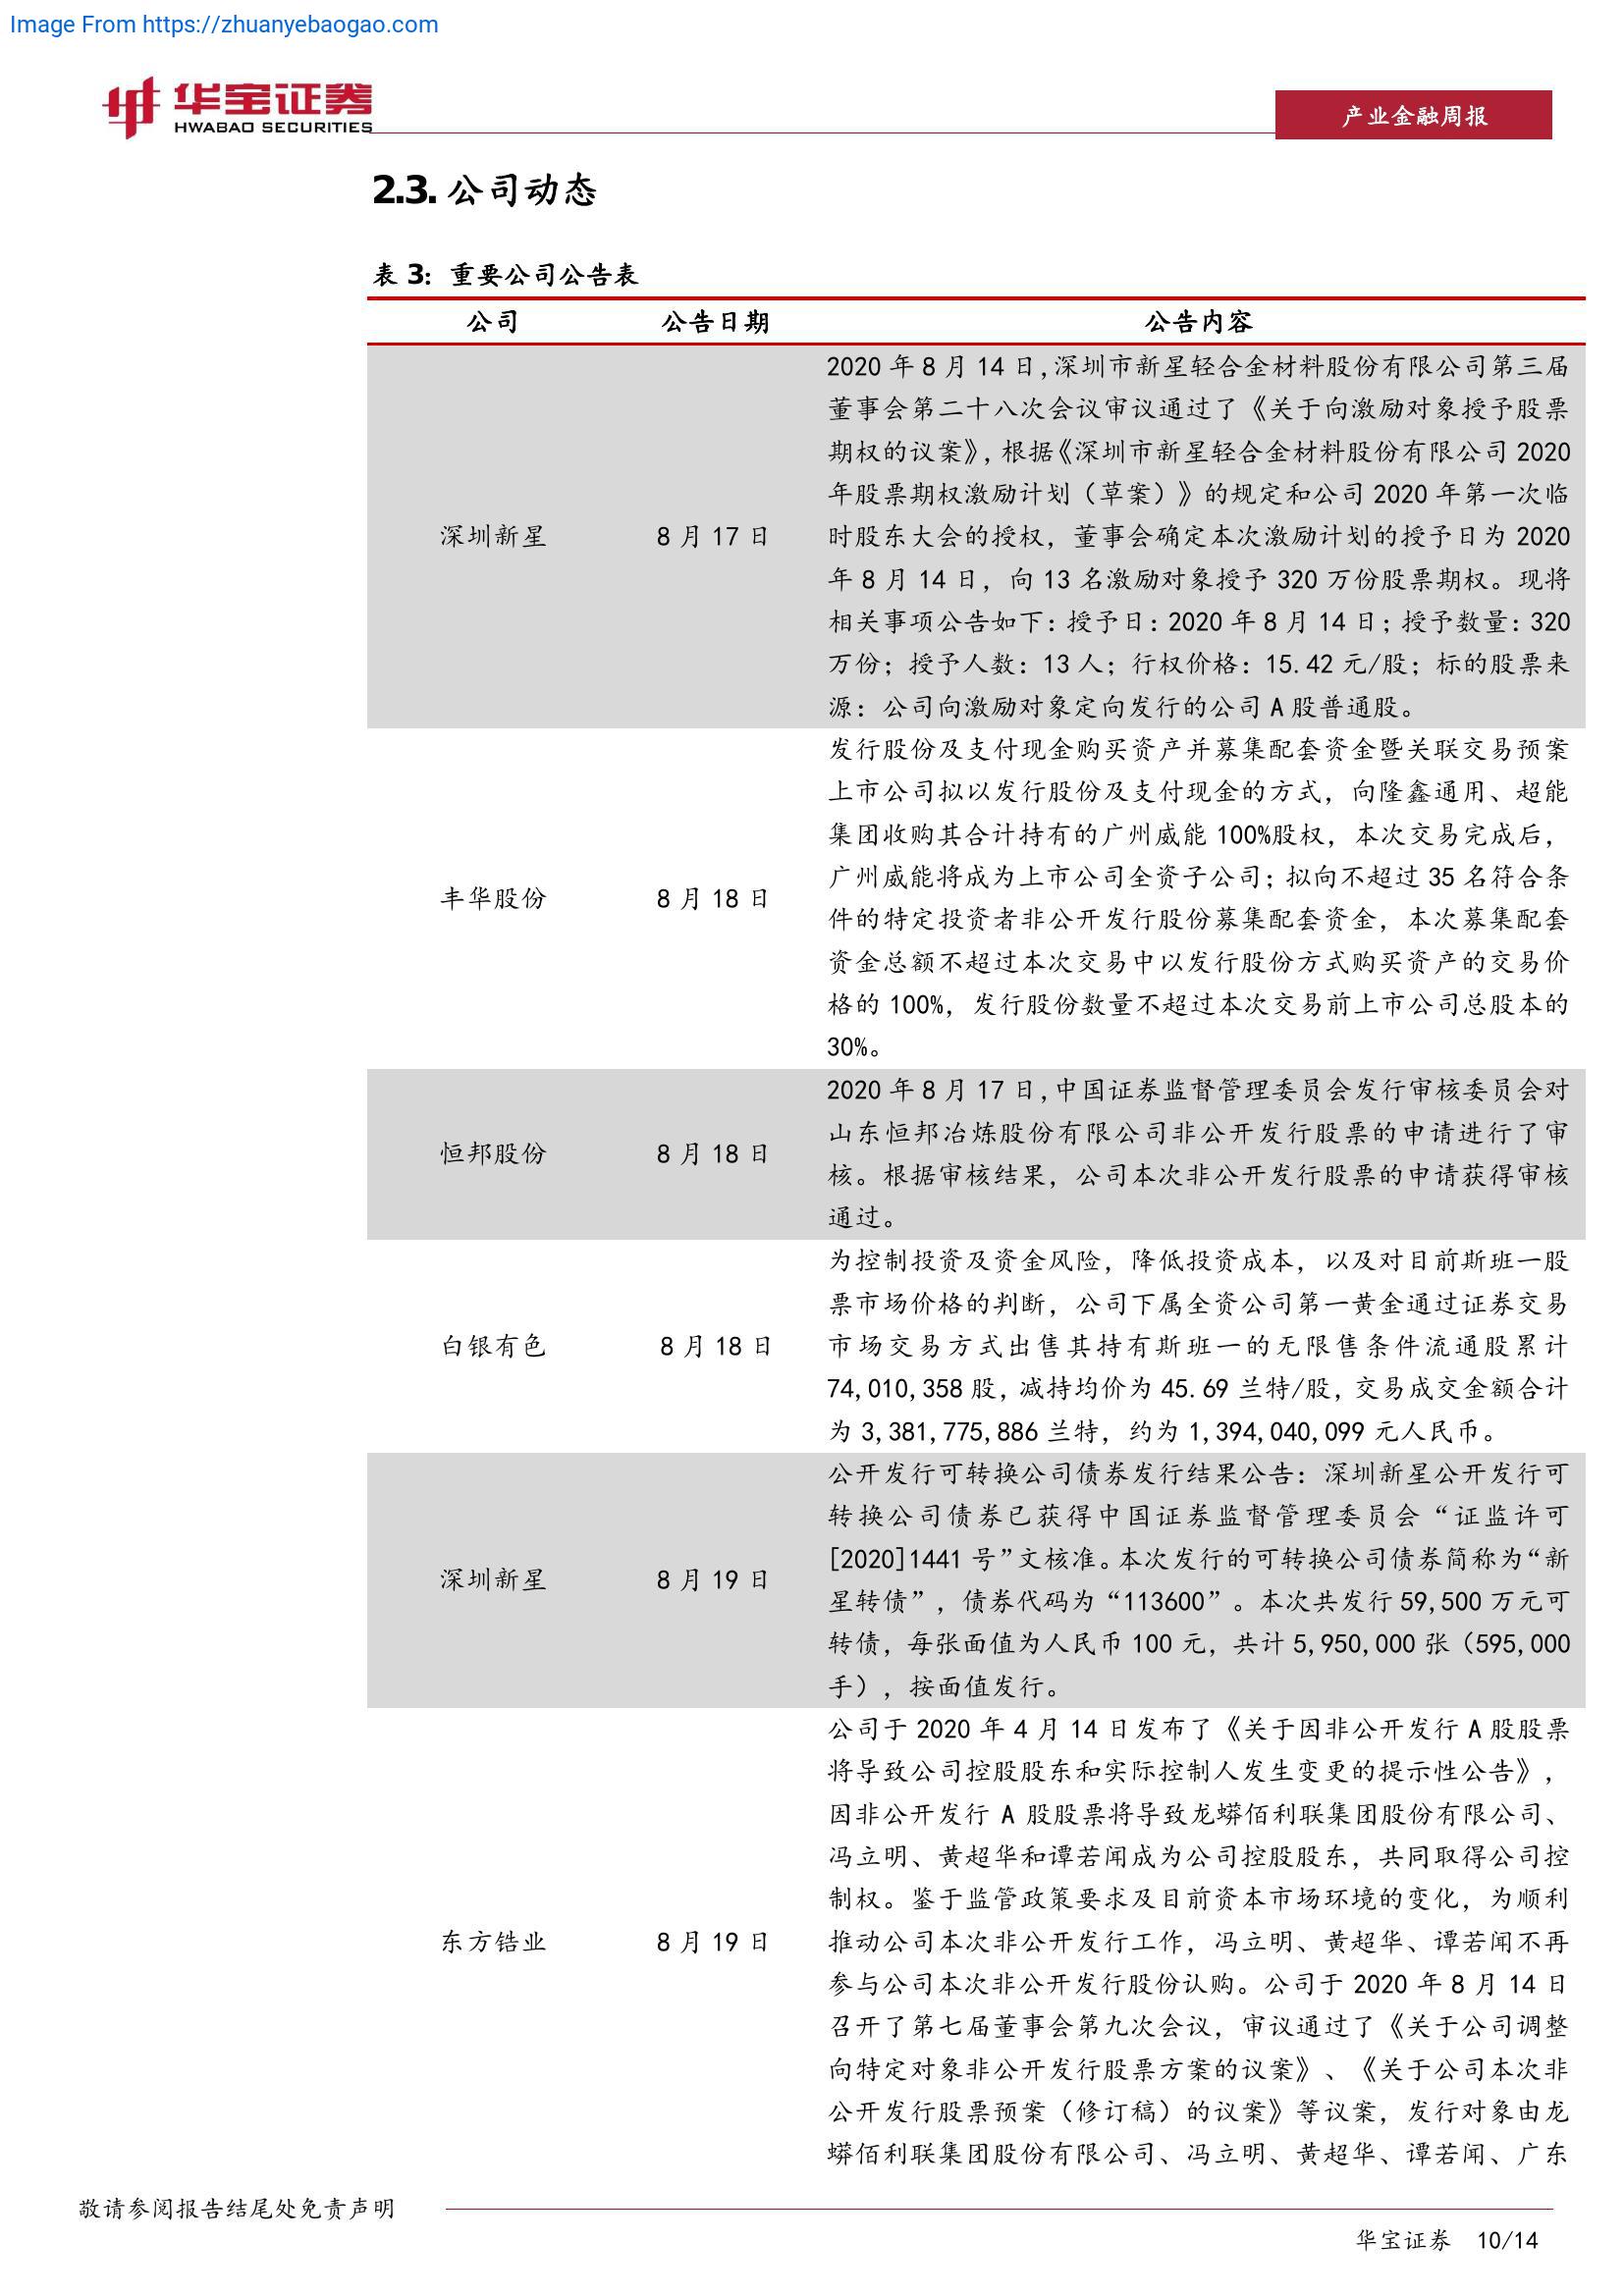 Image From https://zhuanyebaogao.com
华宝证券
HWABAO SECURITIES
产业金融周报
2.3. 公司动态
表 3：重要公司公告表
公司 公告日期 公告内容
深圳新星 8 月 17 日
2020 年 8 月 14 日,深圳市新星轻合金材料股份有限公司第三届
董事会第二十八次会议审议通过了《关于向激励对象授予股票
期权的议案》，根据《深圳市新星轻合金材料股份有限公司 2020
年股票期权激励计划（草案）》的规定和公司 2020 年第一次临
时股东大会的授权，董事会确定本次激励计划的授予日为 2020
年 8 月 14 日，向 13 名激励对象授予 320 万份股票期权。现将
相关事项公告如下：授予日：2020 年 8 月 14 日；授予数量：320
万份；授予人数：13 人；行权价格：15.42 元/股；标的股票来
源：公司向激励对象定向发行的公司 A 股普通股。
丰华股份 8 月 18 日
发行股份及支付现金购买资产并募集配套资金暨关联交易预案
上市公司拟以发行股份及支付现金的方式，向隆鑫通用、超能
集团收购其合计持有的广州威能 100%股权，本次交易完成后，
广州威能将成为上市公司全资子公司；拟向不超过 35 名符合条
件的特定投资者非公开发行股份募集配套资金，本次募集配套
资金总额不超过本次交易中以发行股份方式购买资产的交易价
格的 100%，发行股份数量不超过本次交易前上市公司总股本的
30%。
恒邦股份 8 月 18 日
2020 年 8 月 17 日,中国证券监督管理委员会发行审核委员会对
山东恒邦冶炼股份有限公司非公开发行股票的申请进行了审
核。根据审核结果，公司本次非公开发行股票的申请获得审核
通过。
白银有色 8 月 18 日
为控制投资及资金风险，降低投资成本，以及对目前斯班一股
票市场价格的判断，公司下属全资公司第一黄金通过证券交易
市场交易方式出售其持有斯班一的无限售条件流通股累计
74,010,358 股，减持均价为 45.69 兰特/股，交易成交金额合计
为 3,381,775,886 兰特，约为 1,394,040,099 元人民币。
深圳新星 8 月 19 日
公开发行可转换公司债券发行结果公告：深圳新星公开发行可
转换公司债券已获得中国证券监督管理委员会“证监许可
[2020]1441 号”文核准。本次发行的可转换公司债券简称为“新
星转债”，债券代码为“113600”。本次共发行 59,500 万元可
转债，每张面值为人民币 100 元，共计 5,950,000 张（595,000
手），按面值发行。
东方锆业 8 月 19 日
公司于 2020 年 4 月 14 日发布了《关于因非公开发行 A 股股票
将导致公司控股股东和实际控制人发生变更的提示性公告》，
因非公开发行 A 股股票将导致龙蟒佰利联集团股份有限公司、
冯立明、黄超华和谭若闻成为公司控股股东，共同取得公司控
制权。鉴于监管政策要求及目前资本市场环境的变化，为顺利
推动公司本次非公开发行工作，冯立明、黄超华、谭若闻不再
参与公司本次非公开发行股份认购。公司于 2020 年 8 月 14 日
召开了第七届董事会第九次会议，审议通过了《关于公司调整
向特定对象非公开发行股票方案的议案》、《关于公司本次非
公开发行股票预案（修订稿）的议案》等议案，发行对象由龙
蟒佰利联集团股份有限公司、冯立明、黄超华、谭若闻、广东
敬请参阅报告结尾处免责声明
华宝证券 10/14